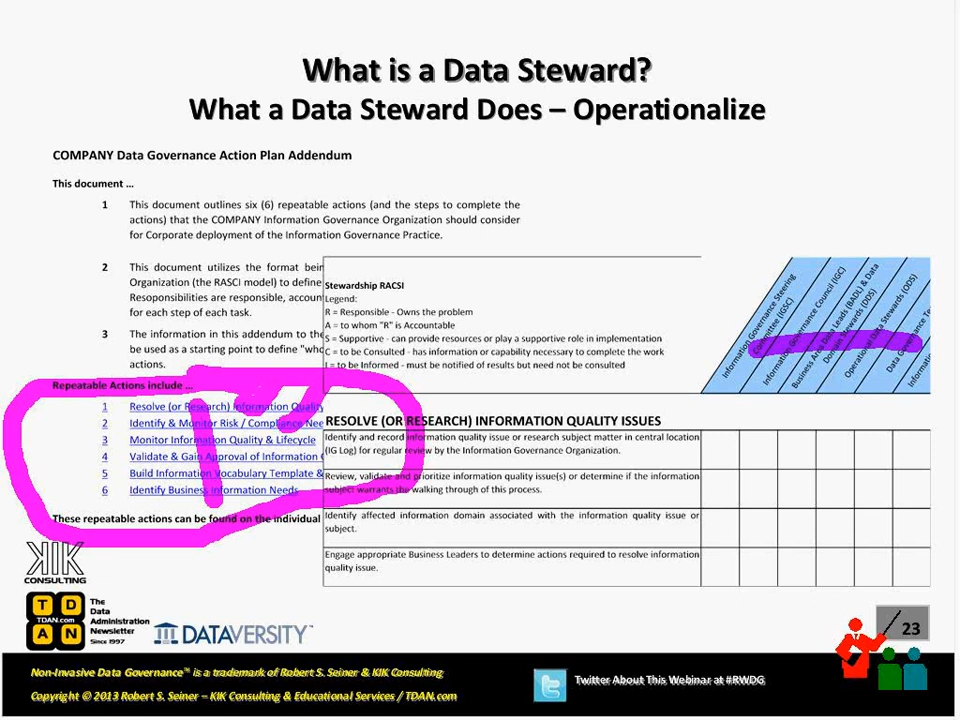 What is a Data Steward?
What a Data Steward Does – Operationalize
COMPANY Data Governance Action Plan Addendum
This document ...
1 This document outlines six (6) repeatable actions (and the steps to complete the
actions) that the COMPANY Information Governance Organization should consider
for Corporate deployment of the Information Governance Practice.
2 This document utilizes the format bein
Organization (the RASCI model) to define
Resoponsibilities are responsible, accoun
for each step of each task.
3 The information in this addendum to the
be used as a starting point to define "who
actions.
Repeatable Actions include ...
1 Resolve (or Research) Information Quality
2 Identify & Monitor Risk / Compliance Nee
3 Monitor Information Quality & Lifecycle
4 Validate & Gain Approval of Information
5 Build Information Vocabulary Template &
6 Identify Business Information Needs
These repeatable actions can be found on the individual
Stewardship RACSI
Legend:
R = Responsible - Owns the problem
A = to whom "R" is Accountable
S = Supportive - can provide resources or play a supportive role in implementation
C = to be Consulted - has information or capability necessary to complete the work
I = to be Informed - must be notified of results but need not be consulted
Information Governance Steering
Committee (IGSC)
Information Governance Council (IGC)
Business Area Data Leads (BADL) & Data
Domain Stewards (DDS)
Operational Data Stewards (ODS)
Data Governance Te
Informati
RESOLVE (OR RESEARCH) INFORMATION QUALITY ISSUES
Identify and record information quality issue or research subject matter in central location
(IG Log) for regular review by the Information Governance Organization.
Review, validate and prioritize information quality issue(s) or determine if the information
subject warrants the walking through of this process.
Identify affected information domain associated with the information quality issue or
subject.
Engage appropriate Business Leaders to determine actions required to resolve information
quality issue.
KIK
CONSULTING
TDAN.com
The
Data
Administration
Newsletter
Since 1997
DATAVERSITY™
23
Non-Invasive Data Governance™ is a trademark of Robert S. Seiner & KIK Consulting
Copyright © 2013 Robert S. Seiner – KIK Consulting & Educational Services / TDAN.com
Twitter About This Webinar at #RWDG